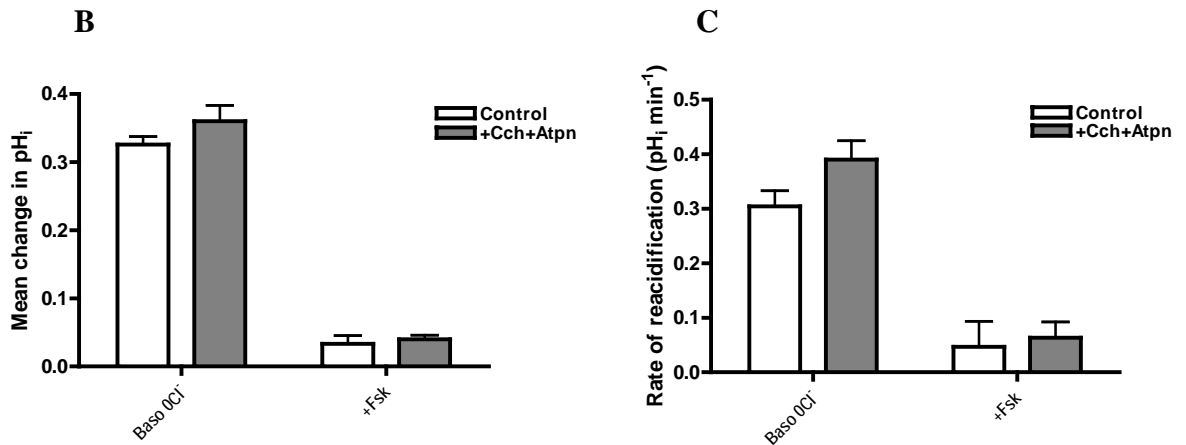 B
Mean change in pHi
0.4
0.3
0.2
0.1
0.0
Control
+Cch+Atpn
Baso 0Cl-
+Fsk
C
Rate of reacidification (pHi min-1)
0.5
0.4
0.3
0.2
0.1
0.0
Control
+Cch+Atpn
Baso 0Cl-
+Fsk